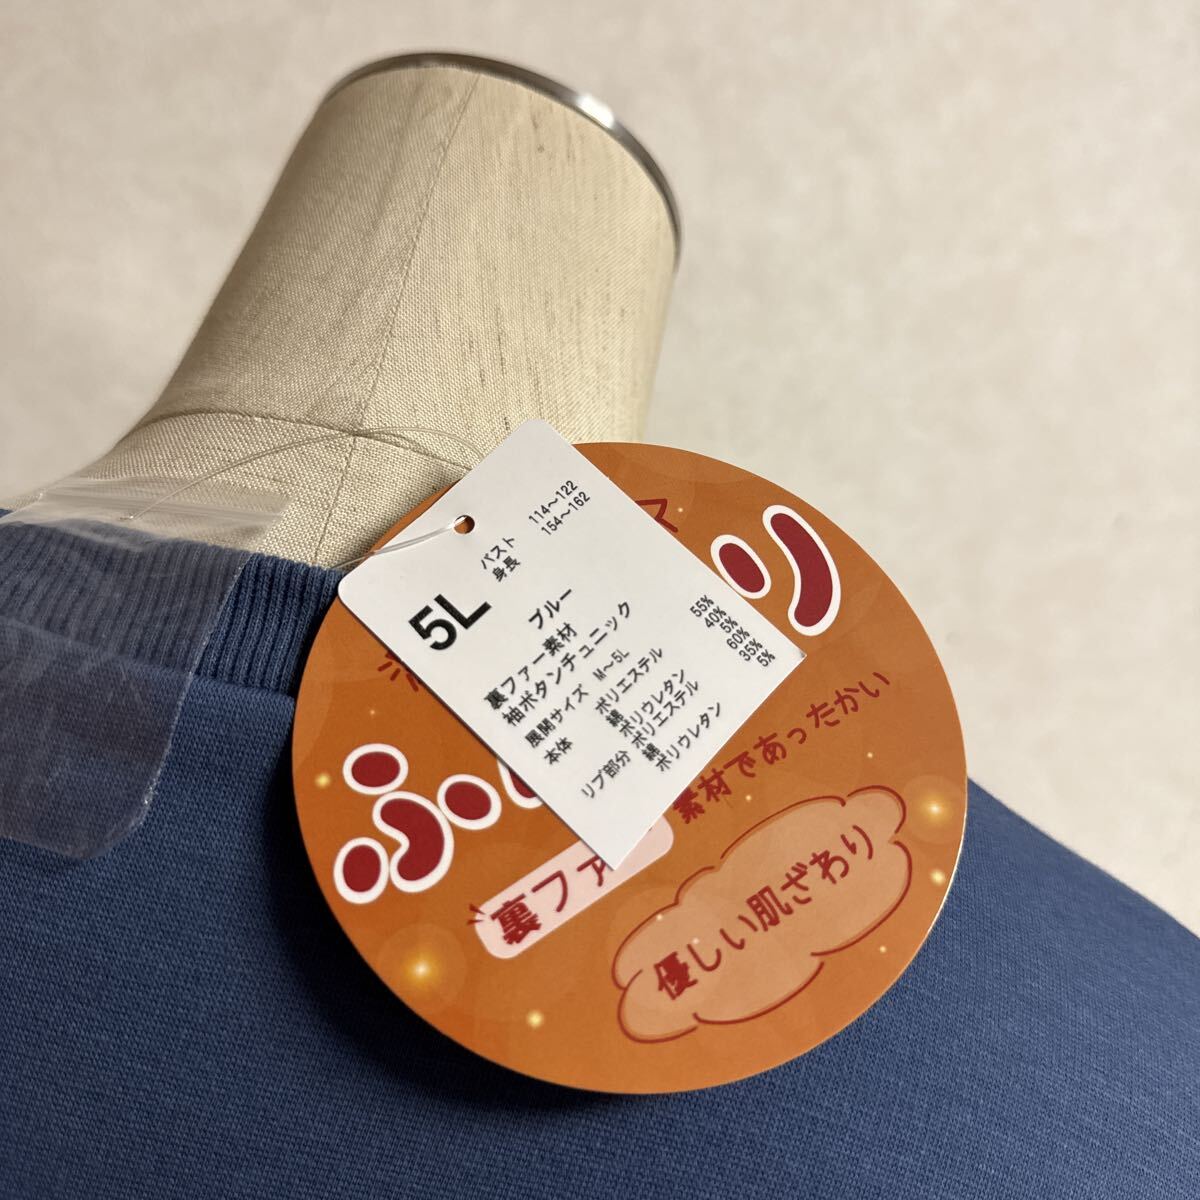 バスト 114～122
身長 154～162
5L
ブルー
裏ファー素材
袖ボタンチュニック
展開サイズ M～5L
本体 ポリエステル 55%
綿 40%
ポリウレタン 5%
リブ部分 ポリエステル 60%
綿 35%
ポリウレタン 5%
裏ファー
素材であったかい
優しい肌ざわり